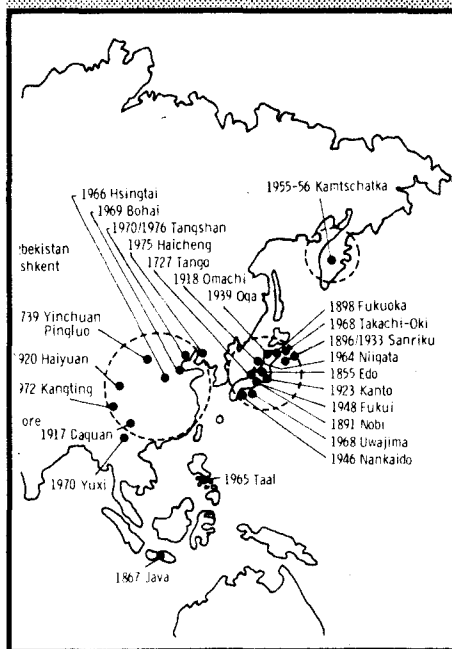 1966 Hsingtai
1969 Bohai
1970/1976 Tangshan
1975 Haicheng
1727 Tango
1918 Omachi
1939 Oga
1955-56 Kamtschatka
ebekistan
shkent
739 Yinchuan
Pingluo
920 Haiyuan
972 Kangting
ore
1917 Daquan
1970 Yuxi
1898 Fukuoka
1968 Takachi-Oki
1896/1933 Sanriku
1964 Niigata
1855 Edo
1923 Kanto
1948 Fukui
1891 Nobi
1968 Uwajima
1946 Nankaido
1965 Taal
1867 Java